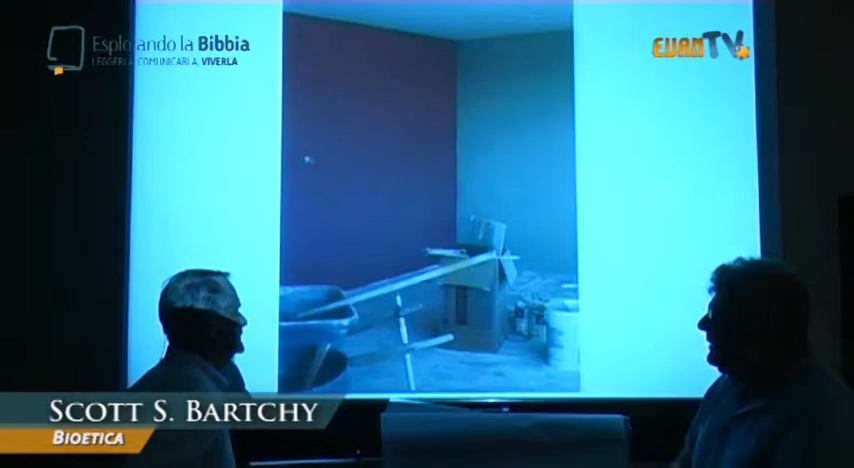 Esplorando la Bibbia
LEGGERLA, COMUNICARLA, VIVERLA
EVANTV
SCOTT S. BARTCHY
BIOETICA